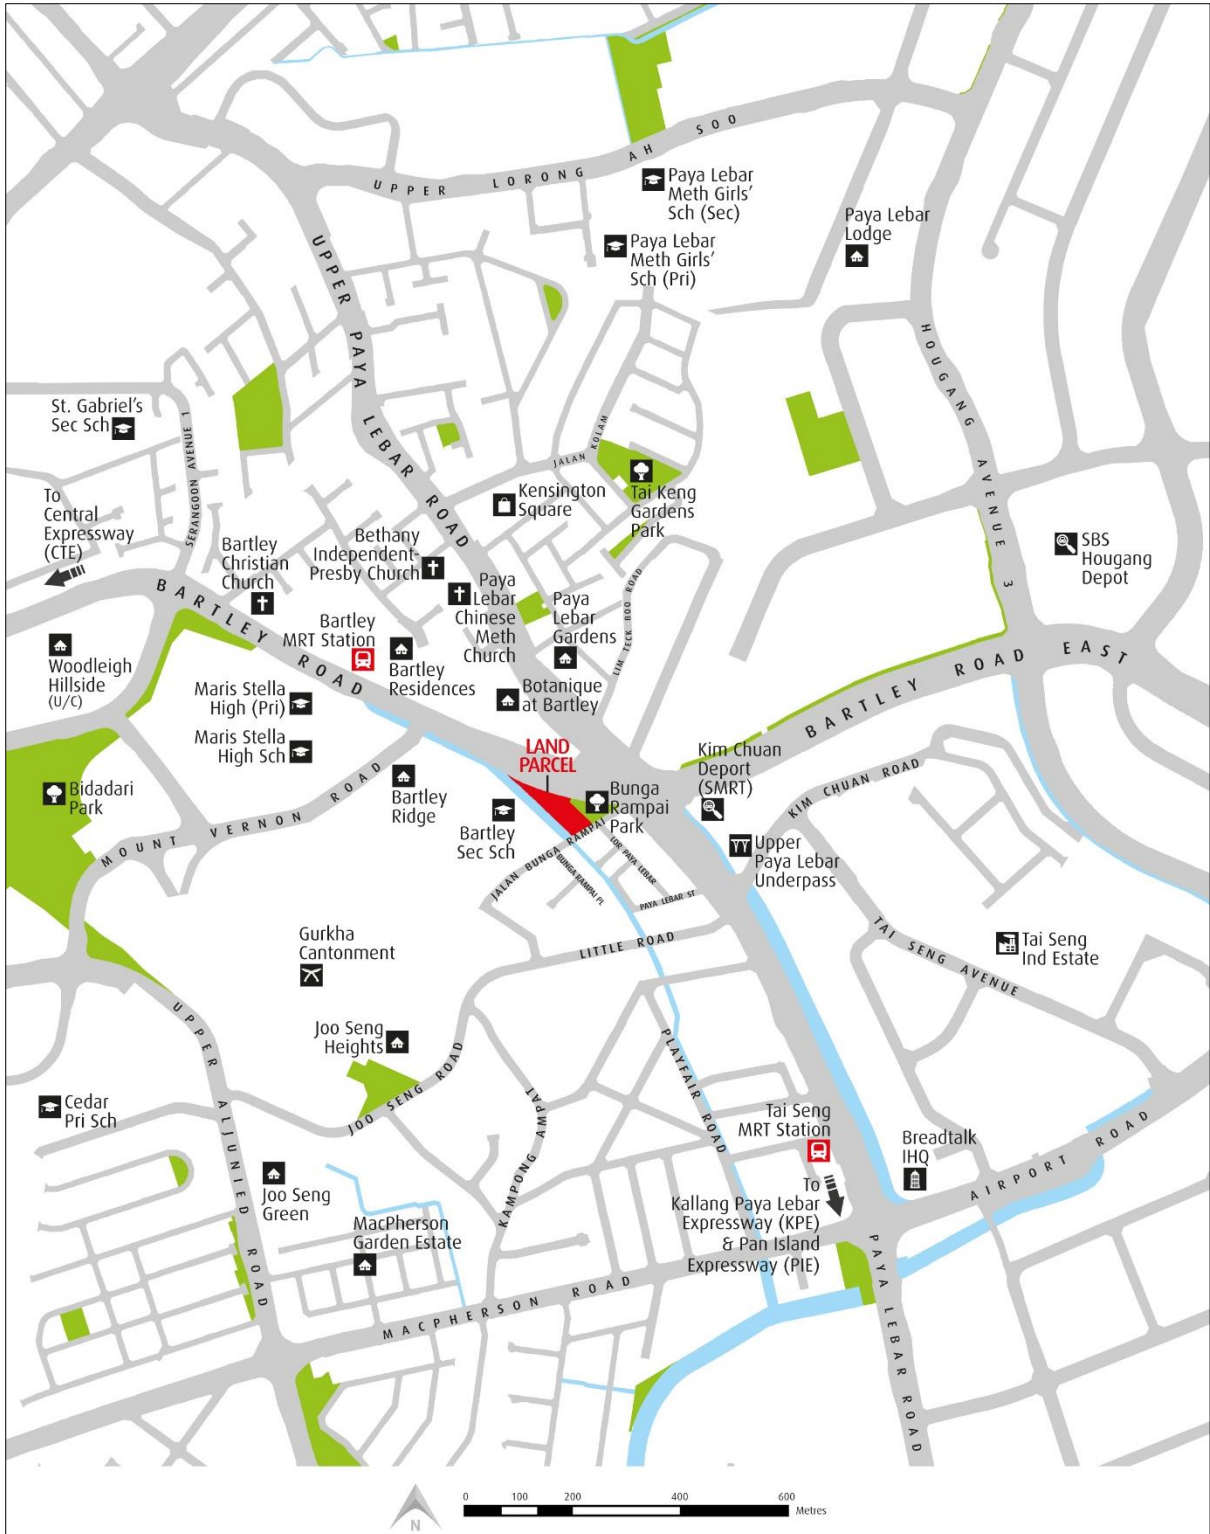 UPPER LORONG AH SOO
Paya Lebar
Meth Girls'
Sch (Sec)
Paya Lebar
Meth Girls'
Sch (Pri)
Paya Lebar
Lodge
UPPER PAYA LEBAR ROAD
HOUGANG AVENUE 3
St. Gabriel's
Sec Sch
SERANGOON AVENUE 1
JALAN KOLAM
Kensington
Square
Tai Keng
Gardens
Park
To
Central
Expressway
(CTE)
Bartley
Christian
Church
Bethany
Independent-
Presby Church
SBS
Hougang
Depot
Paya
Lebar
Chinese
Meth
Church
Paya
Lebar
Gardens
LIM TECK BOO ROAD
BARTLEY ROAD
Bartley
MRT Station
Bartley
Residences
Botanique
at Bartley
BARTLEY ROAD EAST
Woodleigh
Hillside
(U/C)
Maris Stella
High (Pri)
Maris Stella
High Sch
LAND
PARCEL
Kim Chuan
Deport
(SMRT)
KIM CHUAN ROAD
Bidadari
Park
MOUNT VERNON ROAD
Bartley
Ridge
Bartley
Sec Sch
Bunga
Rampai
Park
Upper
Paya Lebar
Underpass
JALAN BUNGA RAMPAI
BUNGA RAMPAI PL
LOR PAYA LEBAR
PAYA LEBAR ST
LITTLE ROAD
TAI SENG AVENUE
Tai Seng
Ind Estate
Gurkha
Cantonment
UPPER ALJUNIED ROAD
Joo Seng
Heights
JOO SENG ROAD
KAMPONG AMPAT
PLAYFAIR ROAD
Cedar
Pri Sch
Tai Seng
MRT Station
Breadtalk
IHQ
AIRPORT ROAD
Joo Seng
Green
MacPherson
Garden Estate
To
Kallang Paya Lebar
Expressway (KPE)
& Pan Island
Expressway (PIE)
MACPHERSON ROAD
PAYA LEBAR ROAD
N
0 100 200 400 600
Metres